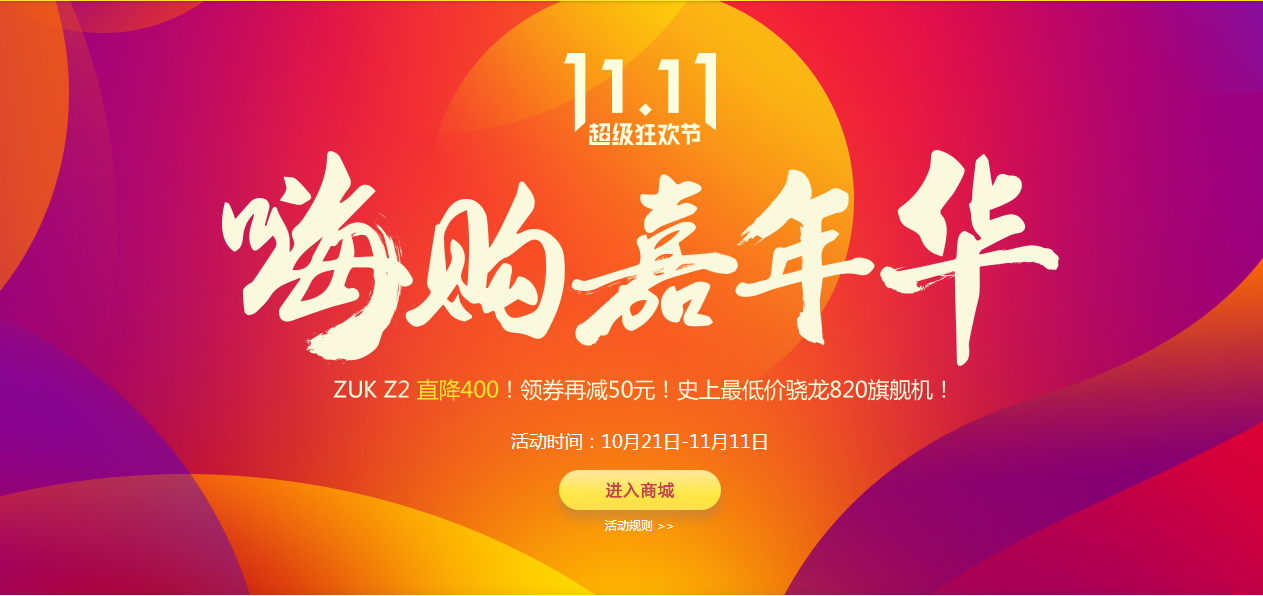 11.11
超级狂欢节
嗨购嘉年华
ZUK Z2 直降400！领券再减50元！史上最低价骁龙820旗舰机！
活动时间：10月21日-11月11日
进入商城
活动规则 >>